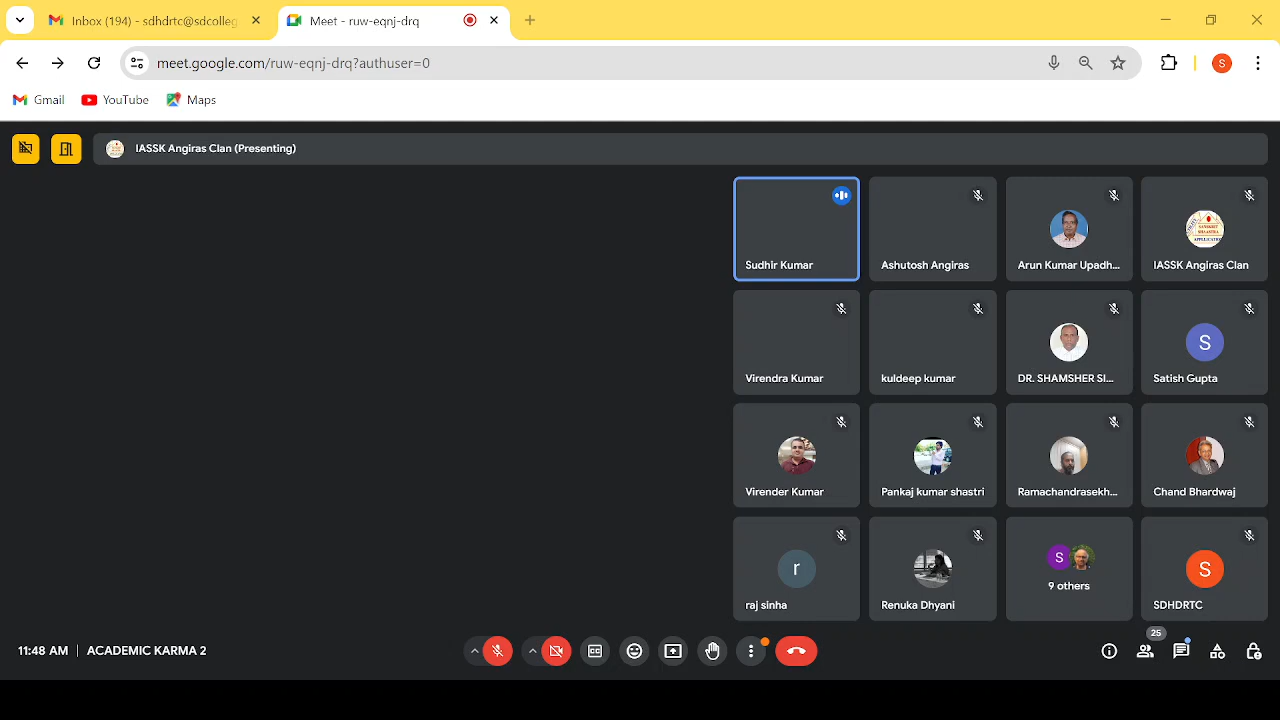 Inbox (194) - sdhdrtc@sdcolleg
Meet - ruw-eqnj-drq
meet.google.com/ruw-eqnj-drq?authuser=0
S
Gmail
YouTube
Maps
IASSK Angiras Clan (Presenting)
Sudhir Kumar
Ashutosh Angiras
Arun Kumar Upadh...
IASSK Angiras Clan
Virendra Kumar
kuldeep kumar
DR. SHAMSHER SI...
S
Satish Gupta
Virender Kumar
Pankaj kumar shastri
Ramachandrasekh...
Chand Bhardwaj
r
raj sinha
Renuka Dhyani
S
9 others
S
SDHDRTC
11:48 AM
ACADEMIC KARMA 2
25